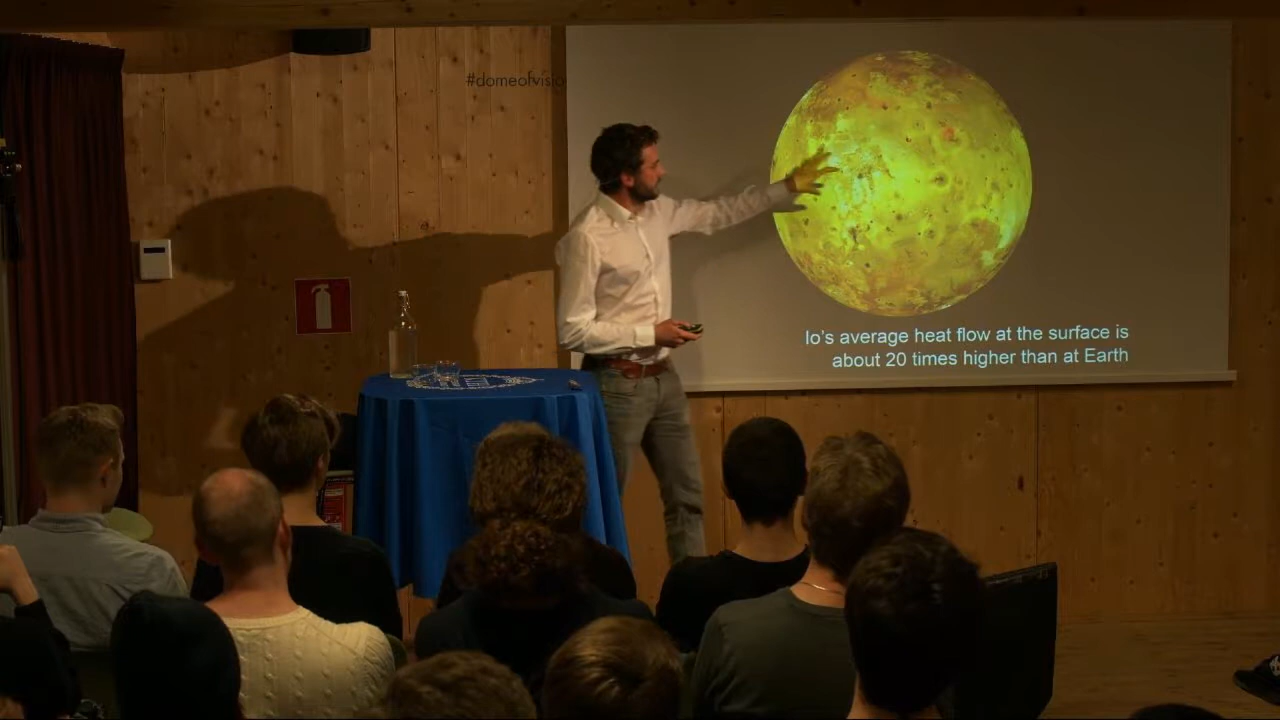 #domeofvisio
Io's average heat flow at the surface is
about 20 times higher than at Earth